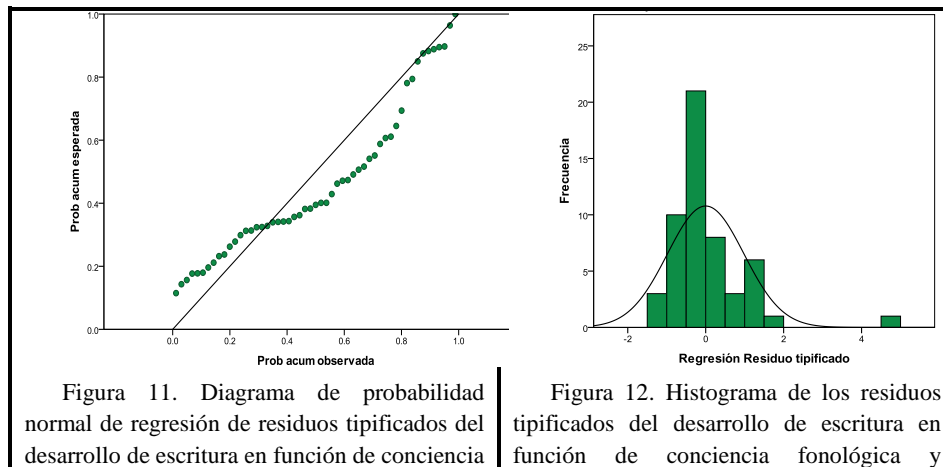 1.0
0.8
0.6
0.4
0.2
0.0
Prob acum esperada
0.0 0.2 0.4 0.6 0.8 1.0
Prob acum observada
25
20
15
10
5
0
Frecuencia
-2 0 2 4
Regresión Residuo tipificado
Figura 11. Diagrama de probabilidad
normal de regresión de residuos tipificados del
desarrollo de escritura en función de conciencia
Figura 12. Histograma de los residuos
tipificados del desarrollo de escritura en
función de conciencia fonológica y